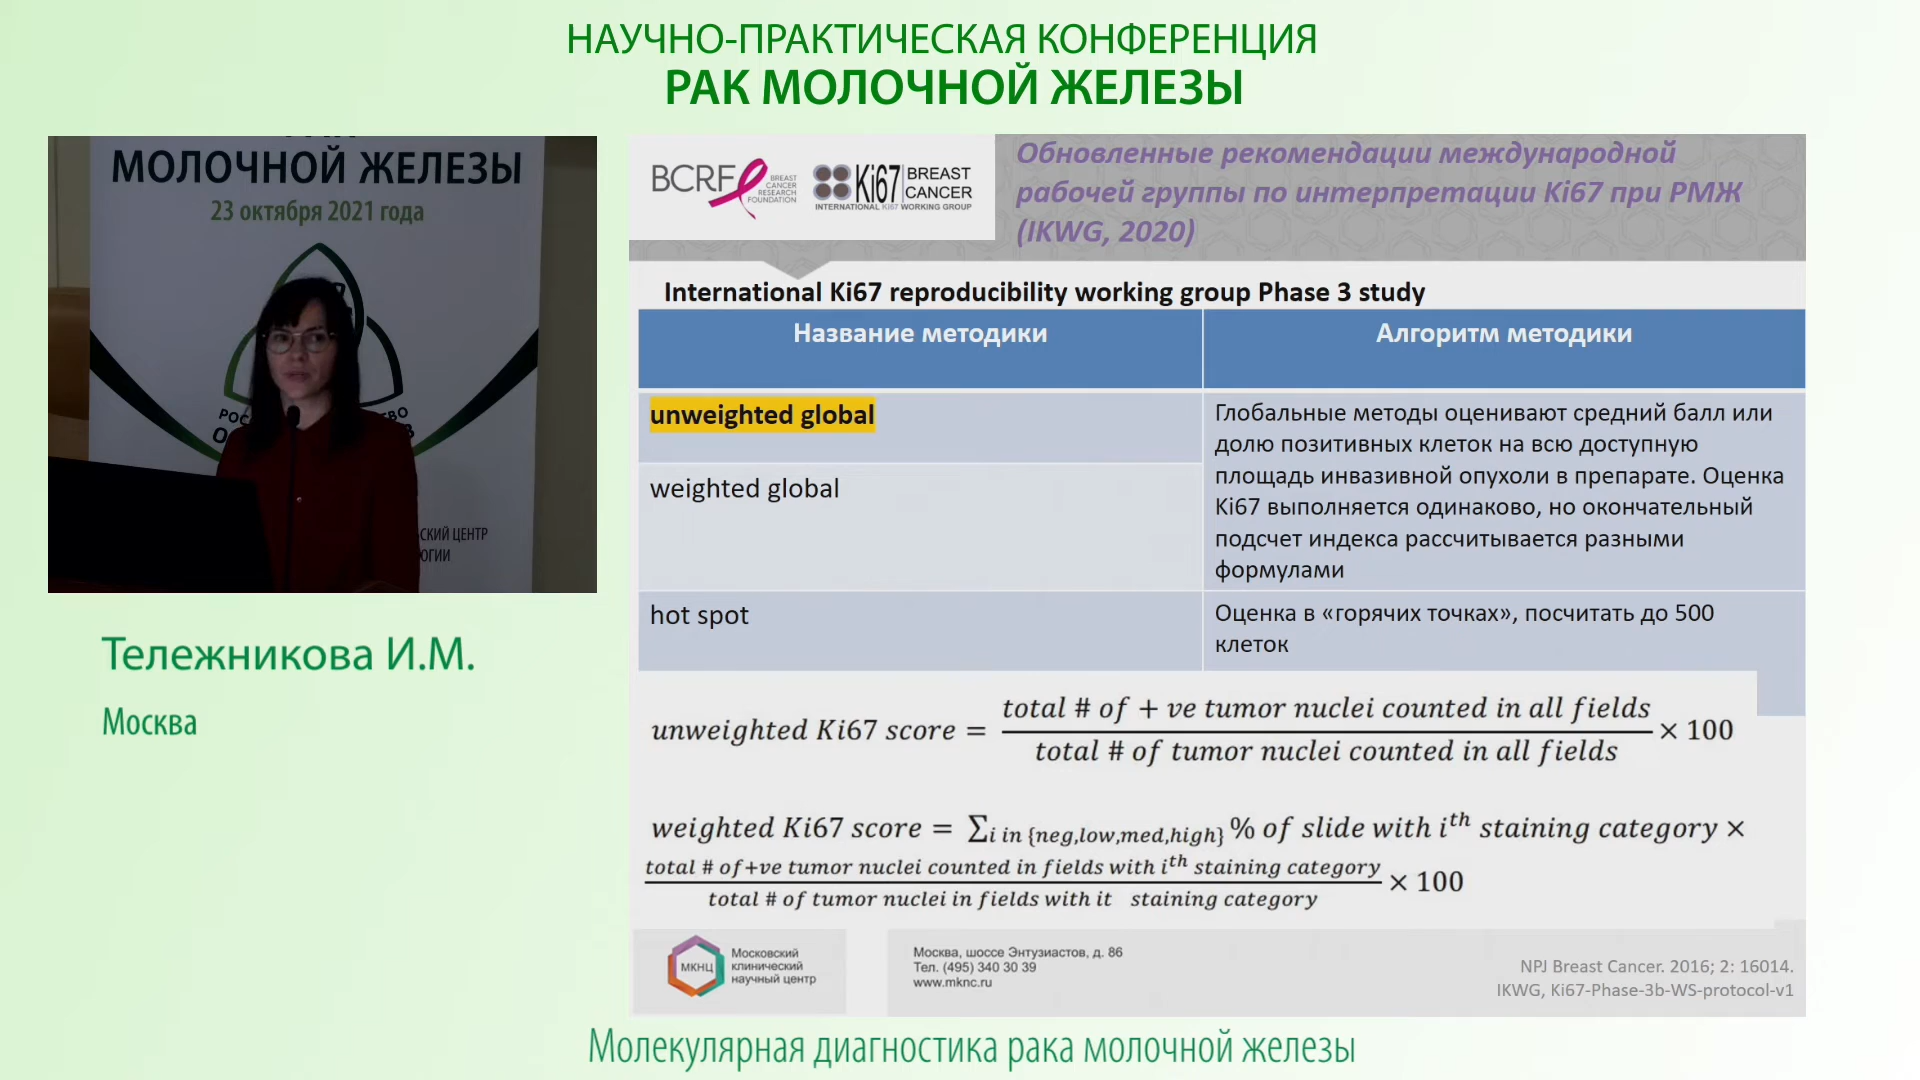 НАУЧНО-ПРАКТИЧЕСКАЯ КОНФЕРЕНЦИЯ
РАК МОЛОЧНОЙ ЖЕЛЕЗЫ
МОЛОЧНОЙ ЖЕЛЕЗЫ
23 октября 2021 года
СКИЙ ЦЕНТР
ОГИИ
Тележникова И.М.
Москва
BCRF
BREAST
CANCER
RESEARCH
FOUNDATION
Ki67
BREAST
CANCER
INTERNATIONAL Ki67 WORKING GROUP
Обновленные рекомендации международной
рабочей группы по интерпретации Ki67 при РМЖ
(IKWG, 2020)
International Ki67 reproducibility working group Phase 3 study
Название методики
Алгоритм методики
unweighted global
Глобальные методы оценивают средний балл или
долю позитивных клеток на всю доступную
площадь инвазивной опухоли в препарате. Оценка
Ki67 выполняется одинаково, но окончательный
подсчет индекса рассчитывается разными
формулами
weighted global
hot spot
Оценка в «горячих точках», посчитать до 500
клеток
unweighted Ki67 score = total # of + ve tumor nuclei counted in all fields / total # of tumor nuclei counted in all fields × 100
weighted Ki67 score = ∑i in {neg,low,med,high} % of slide with ith staining category ×
total # of+ve tumor nuclei counted in fields with ith staining category
× 100
total # of tumor nuclei in fields with it staining category
МКНЦ
Московский
клинический
научный центр
Москва, шоссе Энтузиастов, д. 86
Тел. (495) 340 30 39
www.mknc.ru
NPJ Breast Cancer. 2016; 2: 16014.
IKWG, Ki67-Phase-3b-WS-protocol-v1
Молекулярная диагностика рака молочной железы